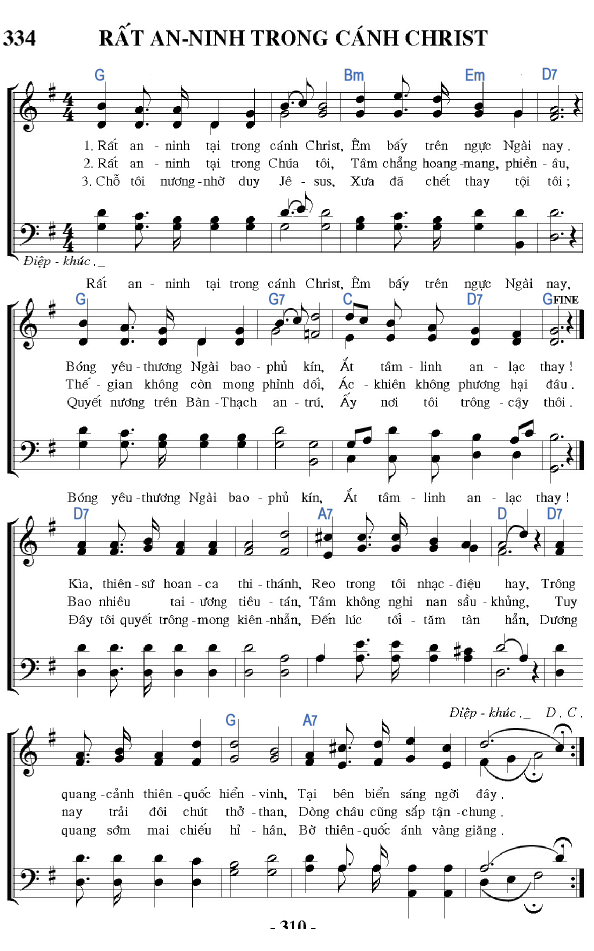 334 RẤT AN-NINH TRONG CÁNH CHRIST
G Bm Em D7
1. Rất an - ninh tại trong cánh Christ, Êm bấy trên ngực Ngài nay .
2. Rất an - ninh tại trong Chúa tôi, Tâm chẳng hoang-mang, phiền-âu,
3. Chỗ tôi nương-nhờ duy Jê-sus, Xưa đã chết thay tội tôi ;
Điệp - khúc ._
Rất an - ninh tại trong cánh Christ, Êm bấy trên ngực Ngài nay,
G G7 C D7 G FINE
Bóng yêu-thương Ngài bao-phủ kín, Ắt tâm-linh an-lạc thay !
Thế-gian không còn mong phỉnh dối, Ác-khiên không phương hại đâu .
Quyết nương trên Bàn-Thạch an-trú, Ấy nơi tôi trông-cậy thôi .
Bóng yêu-thương Ngài bao-phủ kín, Ắt tâm-linh an-lạc thay !
D7 A7 D D7
Kìa, thiên-sứ hoan-ca thi-thánh, Reo trong tôi nhạc-điệu hay, Trông
Bao nhiêu tai-ương tiêu-tán, Tâm không nghi nan sầu-khủng, Tuy
Đây tôi quyết trông-mong kiên-nhẫn, Đến lúc tối-tăm tàn hẳn, Dương
Điệp - khúc ._ D . C .
G A7
quang-cảnh thiên-quốc hiển-vinh, Tại bên biển sáng ngời đây .
nay trải đôi chút thở-than, Dòng châu cũng sắp tận-chung .
quang sớm mai chiếu hỉ-hân, Bờ thiên-quốc ánh vàng giăng .
- 310 -